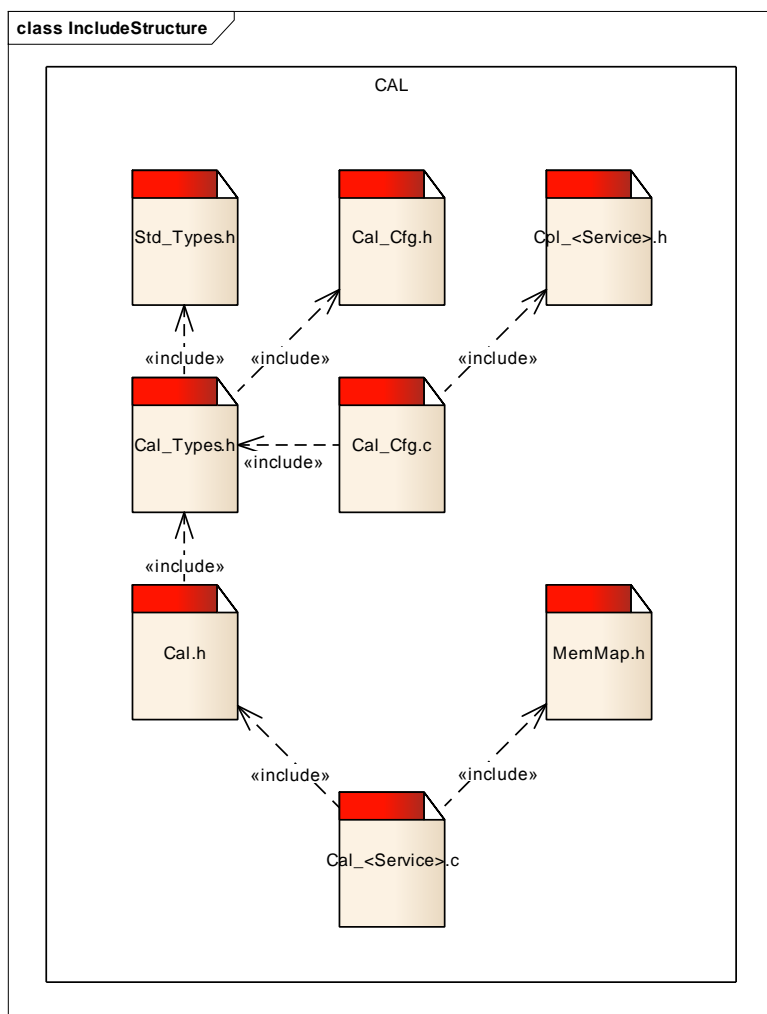 class IncludeStructure
CAL
Std_Types.h
Cal_Cfg.h
Cpl_<Service>.h
«include»
«include»
«include»
Cal_Types.h
Cal_Cfg.c
«include»
«include»
Cal.h
MemMap.h
«include»
«include»
Cal_<Service>.c